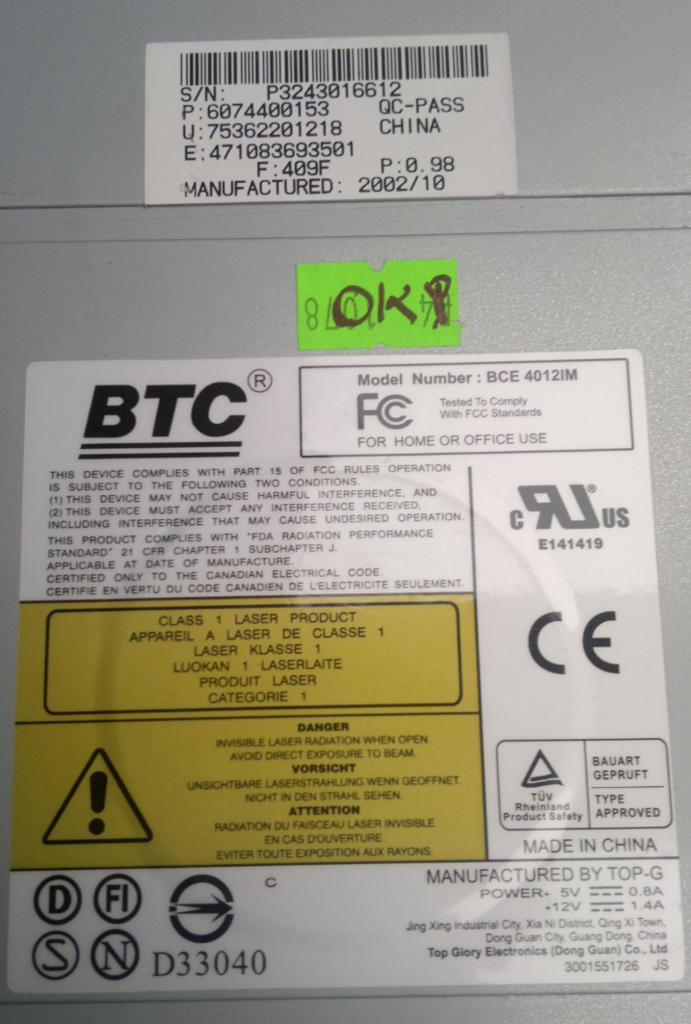 S/N: P3243016612
P:6074400153 QC-PASS
U:75362201218 CHINA
E:471083693501
F:409F P:0.98
MANUFACTURED: 2002/10
OK
BTC®
Model Number : BCE 4012IM
FC Tested To Comply
With FCC Standards
FOR HOME OR OFFICE USE
THIS DEVICE COMPLIES WITH PART 15 OF FCC RULES OPERATION
IS SUBJECT TO THE FOLLOWING TWO CONDITIONS.
(1) THIS DEVICE MAY NOT CAUSE HARMFUL INTERFERENCE, AND
(2) THIS DEVICE MUST ACCEPT ANY INTERFERENCE RECEIVED,
INCLUDING INTERFERENCE THAT MAY CAUSE UNDESIRED OPERATION.
THIS PRODUCT COMPLIES WITH "FDA RADIATION PERFORMANCE
STANDARD" 21 CFR CHAPTER 1 SUBCHAPTER J.
APPLICABLE AT DATE OF MANUFACTURE.
CERTIFIED ONLY TO THE CANADIAN ELECTRICAL CODE.
CERTIFIE EN VERTU DU CODE CANADIEN DE L'ELECTRICITE SEULEMENT.
c RU® US
E141419
CE
CLASS 1 LASER PRODUCT
APPAREIL A LASER DE CLASSE 1
LASER KLASSE 1
LUOKAN 1 LASERLAITE
PRODUIT LASER
CATEGORIE 1
DANGER
INVISIBLE LASER RADIATION WHEN OPEN.
AVOID DIRECT EXPOSURE TO BEAM.
VORSICHT
UNSICHTBARE LASERSTRAHLUNG WENN GEOFFNET.
NICHT IN DEN STRAHL SEHEN.
ATTENTION
RADIATION DU FAISCEAU LASER INVISIBLE
EN CAS D'OUVERTURE.
EVITER TOUTE EXPOSITION AUX RAYONS.
TÜV
Rheinland
Product Safety
BAUART
GEPRUFT
TYPE
APPROVED
MADE IN CHINA
D FI C
S N D33040
MANUFACTURED BY TOP-G
POWER- 5V 0.8A
+12V 1.4A
Jing Xing Industrial City, Xia Ni District, Qing Xi Town,
Dong Guan City, Guang Dong, China
Top Glory Electronics (Dong Guan) Co., Ltd
3001551726 JS